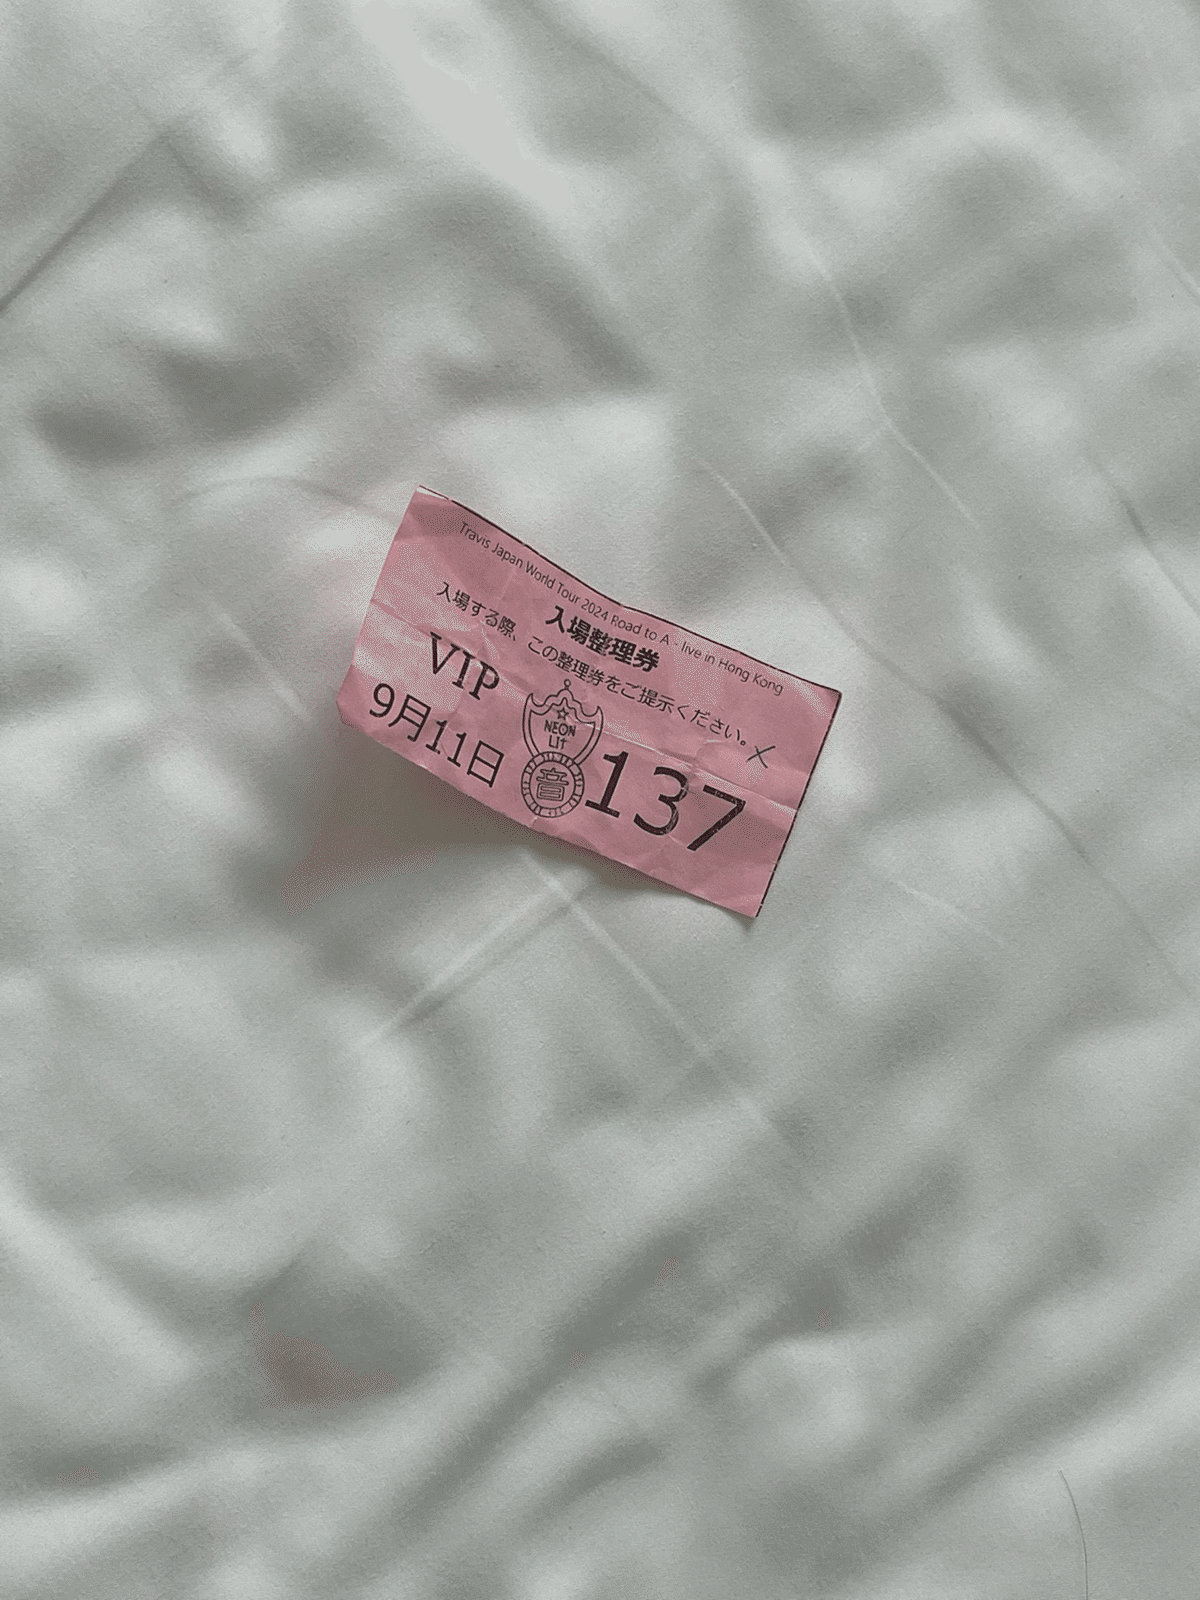 Travis Japan World Tour 2024 Road to A - live in Hong Kong
入場整理券
入場する際、この整理券をご提示ください。
VIP
9月11日
NEON
Lit
音
137